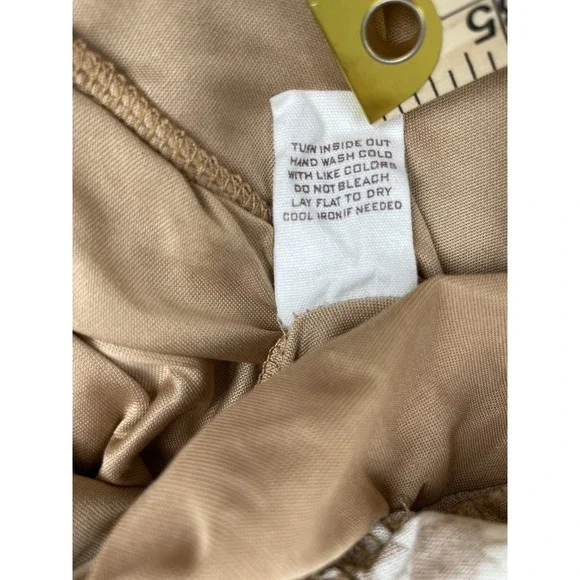 5
TURN INSIDE OUT
HAND WASH COLD
WITH LIKE COLORS
DO NOT BLEACH
LAY FLAT TO DRY
COOL IRON IF NEEDED